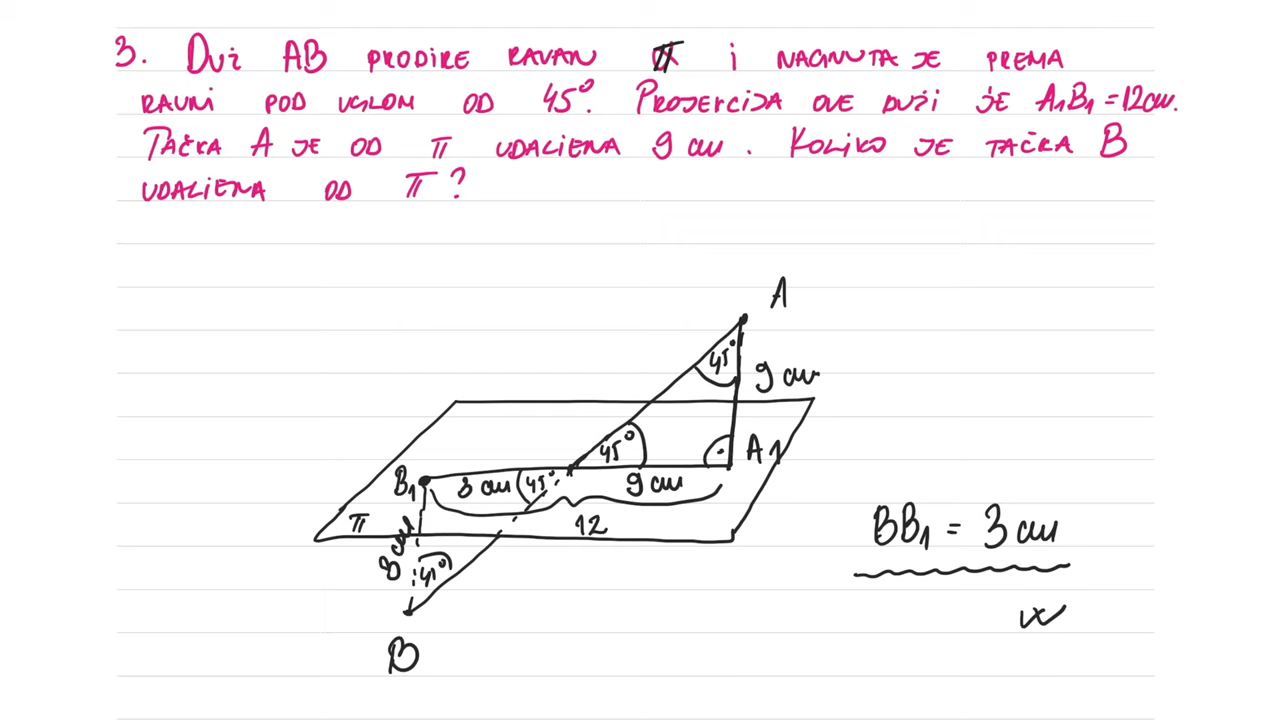 3. DUŽ AB PRODIRE RAVAN π I NAGNUTA JE PREMA
RAVNI POD UGLOM OD 45°. PROJEKCIJA OVE DUŽI JE A₁B₁ = 12 cm.
TAČKA A JE OD π UDALJENA 9 cm. KOLIKO JE TAČKA B
UDALJENA OD π?
A
45°
9 cm
45°
A₁
B₁
3 cm
45°
9 cm
π
12
3 cm
45°
B
BB₁ = 3 cm